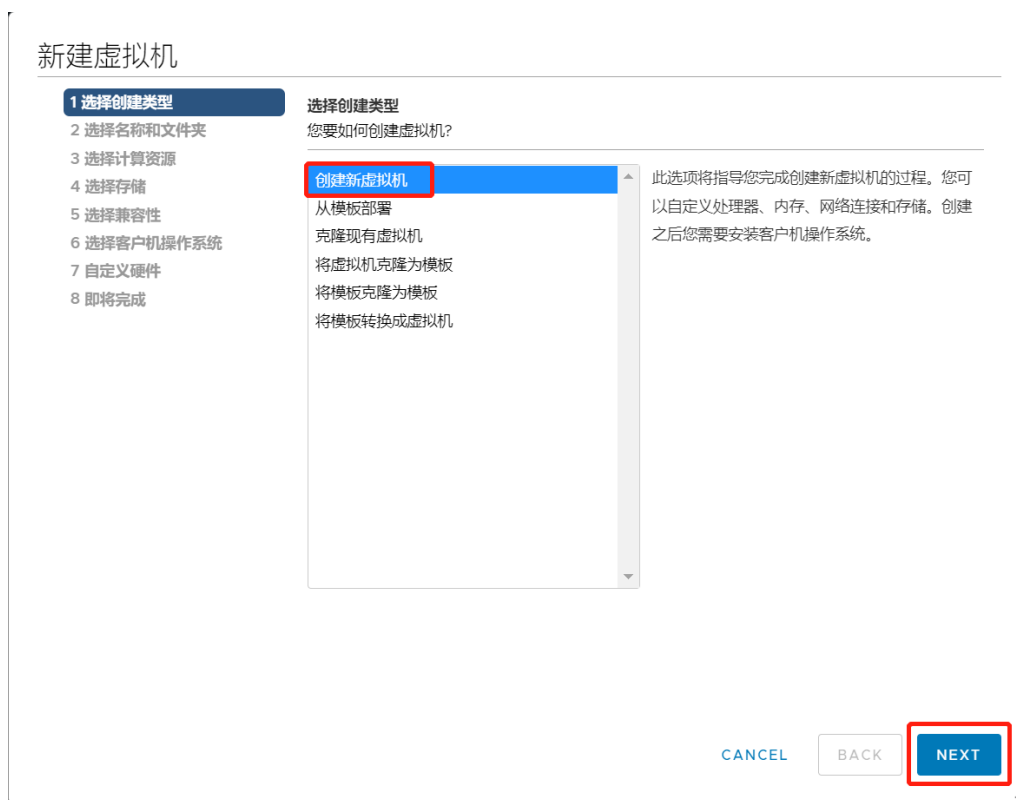 新建虚拟机
1 选择创建类型
2 选择名称和文件夹
3 选择计算资源
4 选择存储
5 选择兼容性
6 选择客户机操作系统
7 自定义硬件
8 即将完成
选择创建类型
您要如何创建虚拟机?
创建新虚拟机
从模板部署
克隆现有虚拟机
将虚拟机克隆为模板
将模板克隆为模板
将模板转换成虚拟机
此选项将指导您完成创建新虚拟机的过程。您可
以自定义处理器、内存、网络连接和存储。创建
之后您需要安装客户机操作系统。
CANCEL
BACK
NEXT